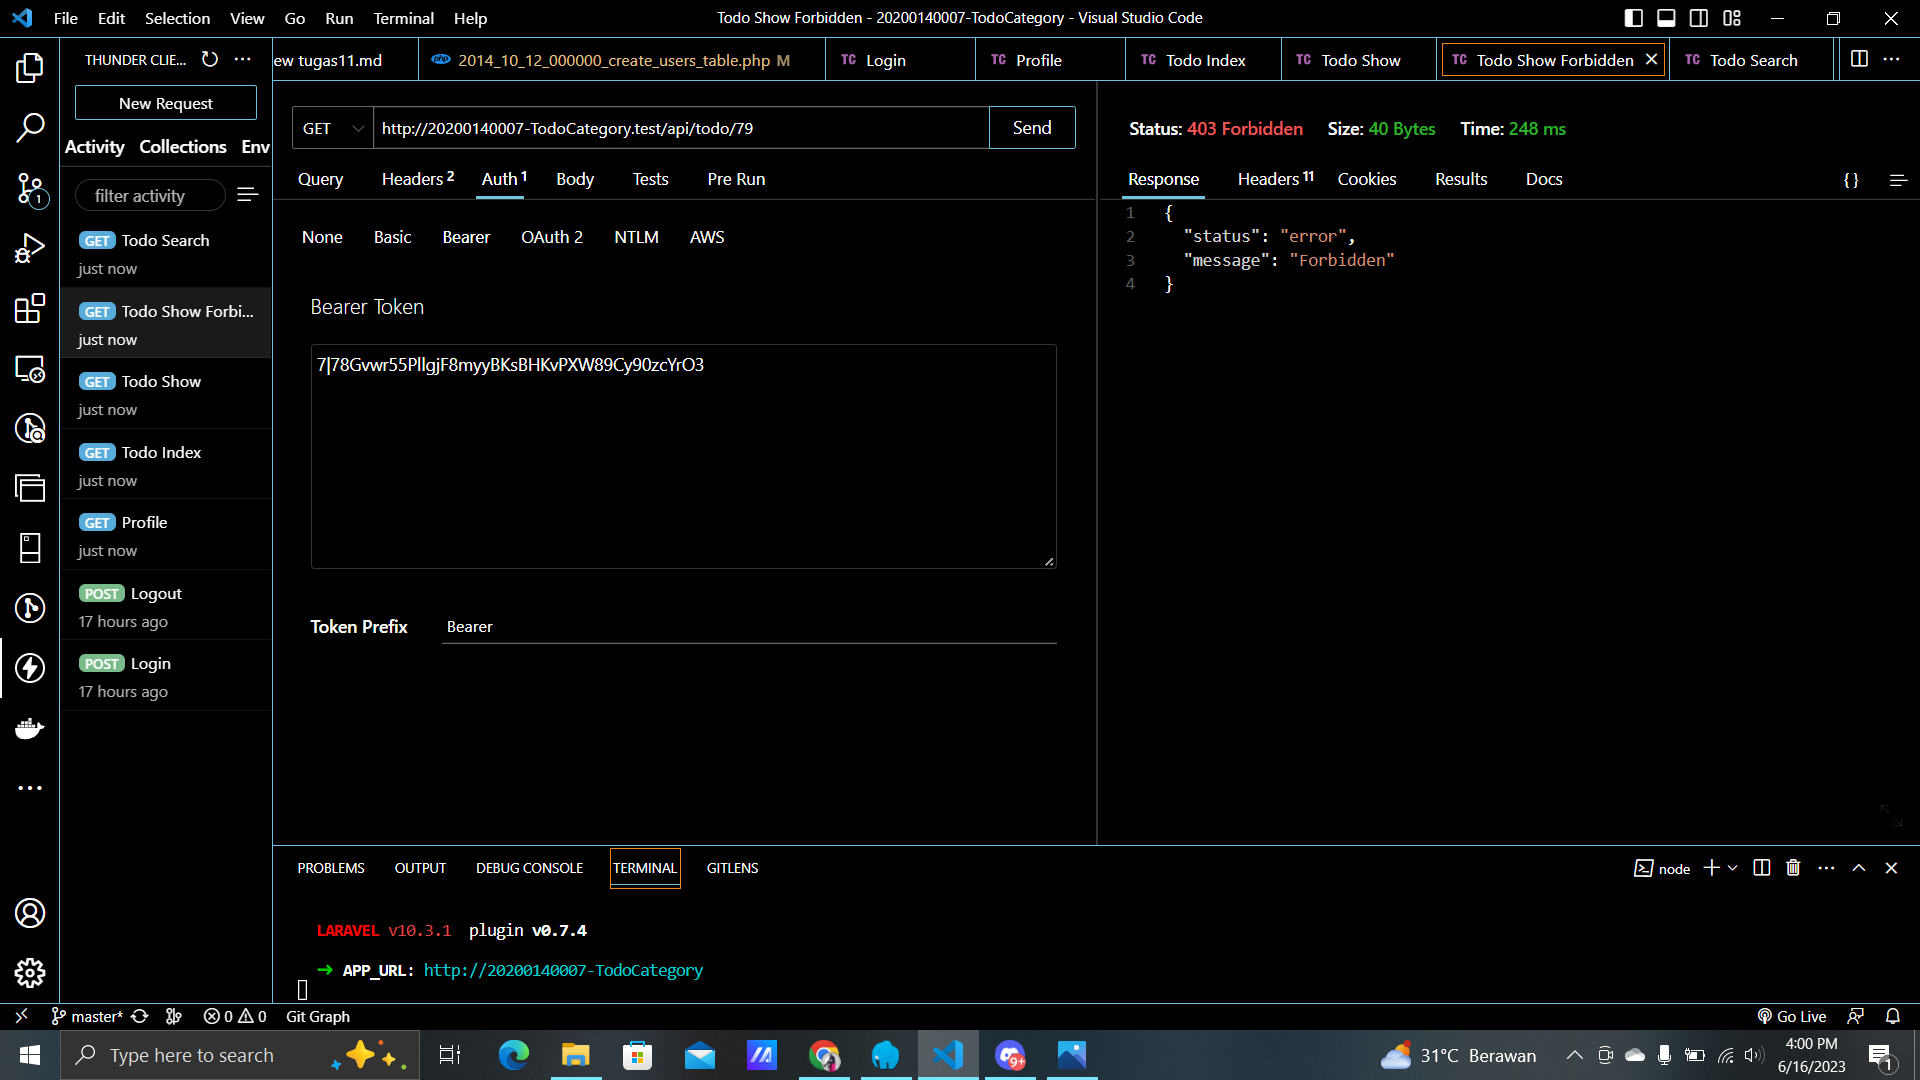 File Edit Selection View Go Run Terminal Help
Todo Show Forbidden - 20200140007-TodoCategory - Visual Studio Code
THUNDER CLIE...
ew tugas11.md
php 2014_10_12_000000_create_users_table.php M
TC Login
TC Profile
TC Todo Index
TC Todo Show
TC Todo Show Forbidden
TC Todo Search
New Request
Activity Collections Env
filter activity
GET Todo Search
just now
GET Todo Show Forbi...
just now
GET Todo Show
just now
GET Todo Index
just now
GET Profile
just now
POST Logout
17 hours ago
POST Login
17 hours ago
1
GET http://20200140007-TodoCategory.test/api/todo/79 Send
Query Headers 2 Auth 1 Body Tests Pre Run
None Basic Bearer OAuth 2 NTLM AWS
Bearer Token
7|78Gvwr55PllgjF8myyBKsBHKvPXW89Cy90zcYrO3
Token Prefix Bearer
Status: 403 Forbidden Size: 40 Bytes Time: 248 ms
Response Headers 11 Cookies Results Docs { }
1 {
2 "status": "error",
3 "message": "Forbidden"
4 }
PROBLEMS OUTPUT DEBUG CONSOLE TERMINAL GITLENS
node
LARAVEL v10.3.1 plugin v0.7.4
➜ APP_URL: http://20200140007-TodoCategory
master* 0 0 Git Graph
Go Live
Type here to search
9+
31°C Berawan
4:00 PM
6/16/2023
1